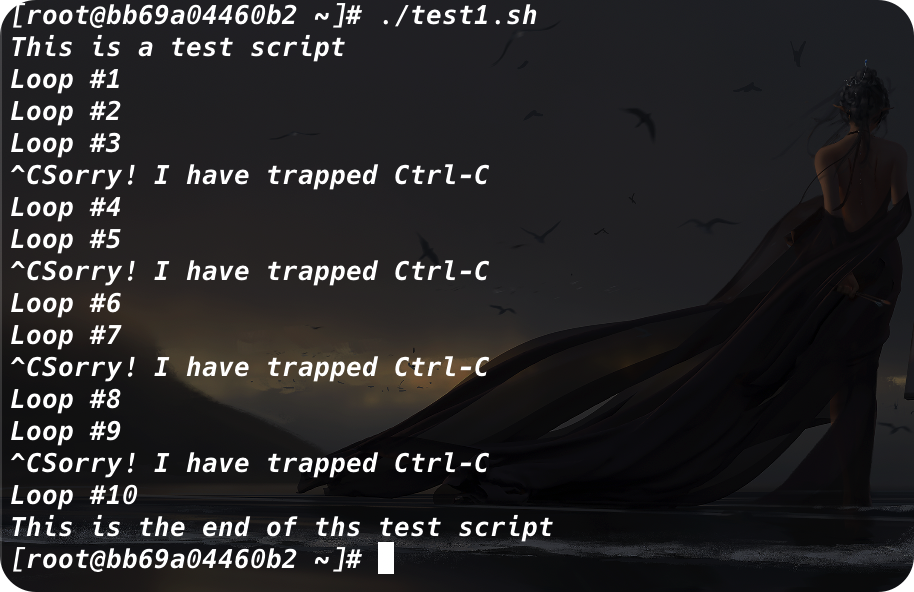 [root@bb69a04460b2 ~]# ./test1.sh
This is a test script
Loop #1
Loop #2
Loop #3
^CSorry! I have trapped Ctrl-C
Loop #4
Loop #5
^CSorry! I have trapped Ctrl-C
Loop #6
Loop #7
^CSorry! I have trapped Ctrl-C
Loop #8
Loop #9
^CSorry! I have trapped Ctrl-C
Loop #10
This is the end of ths test script
[root@bb69a04460b2 ~]#